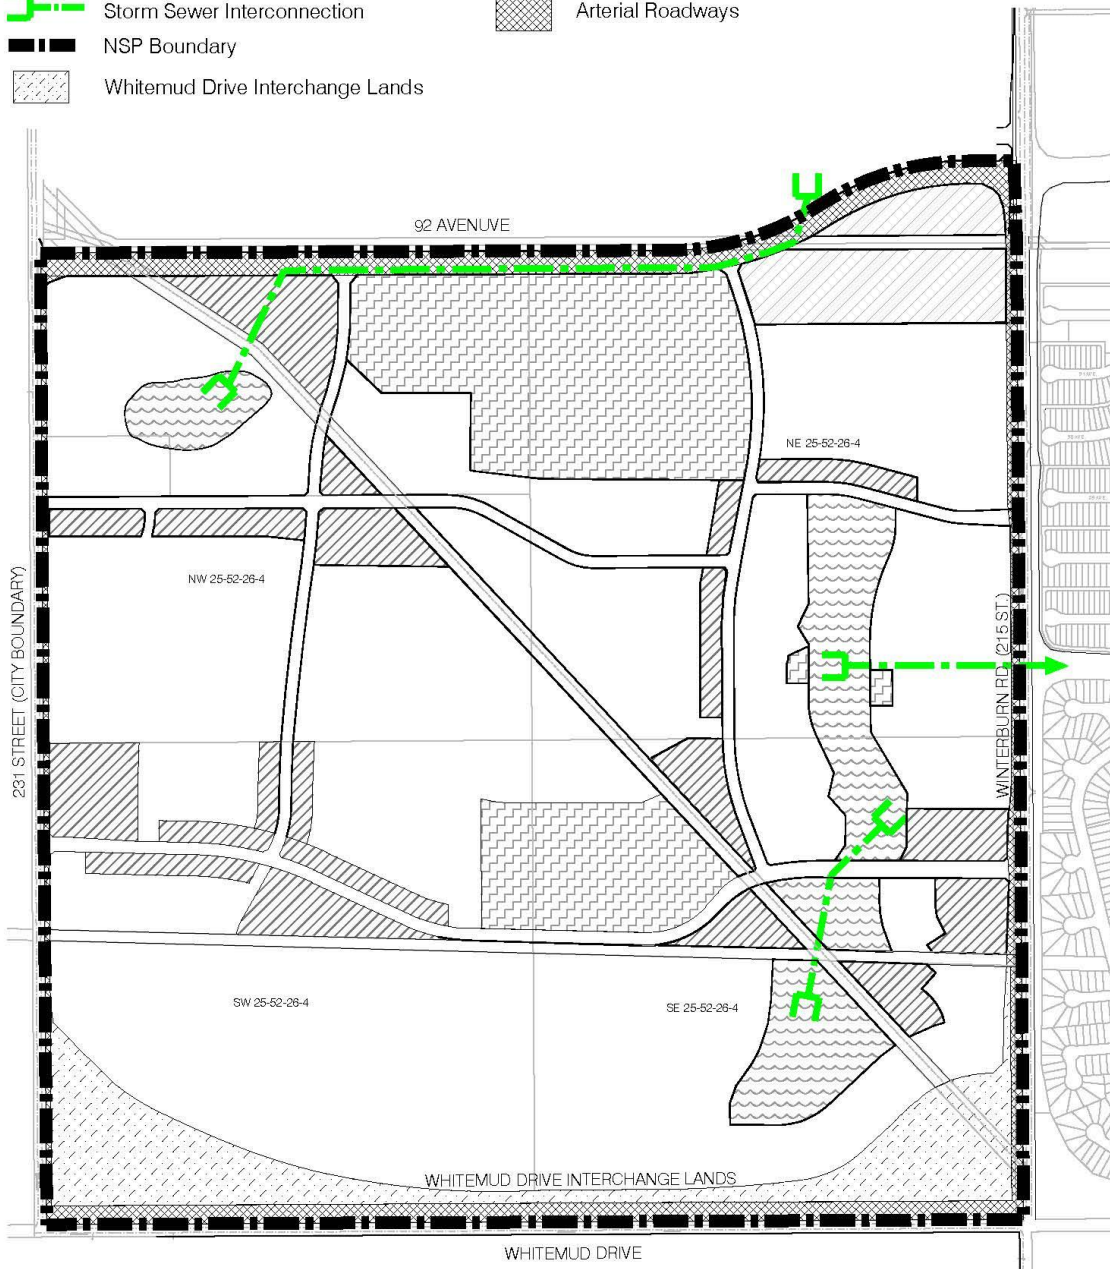 Storm Sewer Interconnection
Arterial Roadways
NSP Boundary
Whitemud Drive Interchange Lands
92 AVENUVE
NE 25-52-26-4
NW 25-52-26-4
231 STREET (CITY BOUNDARY)
WINTERBURN RD. (215 ST.)
SW 25-52-26-4
SE 25-52-26-4
WHITEMUD DRIVE INTERCHANGE LANDS
WHITEMUD DRIVE